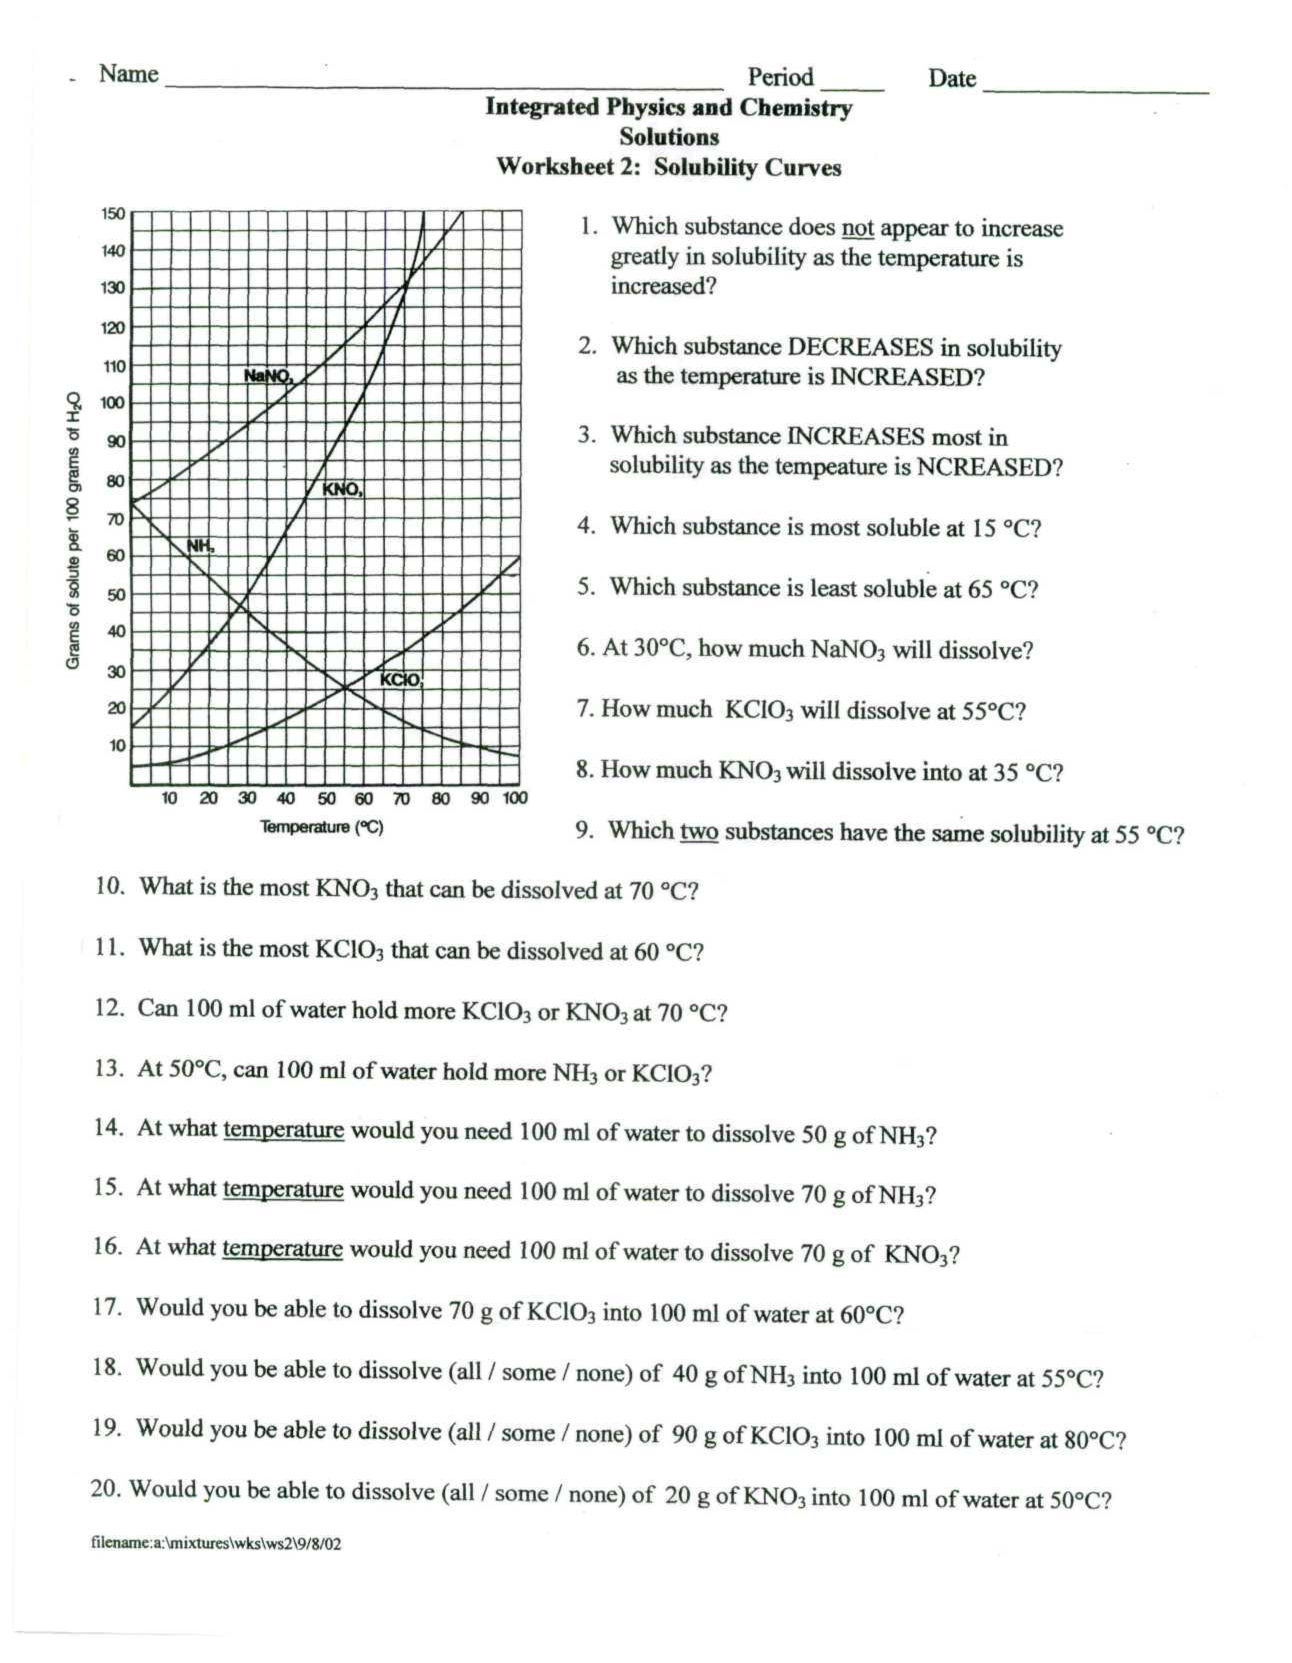 Name Period Date
Integrated Physics and Chemistry
Solutions
Worksheet 2: Solubility Curves
150
140
130
120
110
100
90
80
70
60
50
40
30
20
10
Grams of solute per 100 grams of H₂O
NaNO₃
KNO₃
NH₃
KClO₃
10 20 30 40 50 60 70 80 90 100
Temperature (ºC)
1. Which substance does not appear to increase
greatly in solubility as the temperature is
increased?
2. Which substance DECREASES in solubility
as the temperature is INCREASED?
3. Which substance INCREASES most in
solubility as the tempeature is NCREASED?
4. Which substance is most soluble at 15 ºC?
5. Which substance is least soluble at 65 ºC?
6. At 30ºC, how much NaNO₃ will dissolve?
7. How much KClO₃ will dissolve at 55ºC?
8. How much KNO₃ will dissolve into at 35 ºC?
9. Which two substances have the same solubility at 55 ºC?
10. What is the most KNO₃ that can be dissolved at 70 ºC?
11. What is the most KClO₃ that can be dissolved at 60 ºC?
12. Can 100 ml of water hold more KClO₃ or KNO₃ at 70 ºC?
13. At 50ºC, can 100 ml of water hold more NH₃ or KClO₃?
14. At what temperature would you need 100 ml of water to dissolve 50 g of NH₃?
15. At what temperature would you need 100 ml of water to dissolve 70 g of NH₃?
16. At what temperature would you need 100 ml of water to dissolve 70 g of KNO₃?
17. Would you be able to dissolve 70 g of KClO₃ into 100 ml of water at 60ºC?
18. Would you be able to dissolve (all / some / none) of 40 g of NH₃ into 100 ml of water at 55ºC?
19. Would you be able to dissolve (all / some / none) of 90 g of KClO₃ into 100 ml of water at 80ºC?
20. Would you be able to dissolve (all / some / none) of 20 g of KNO₃ into 100 ml of water at 50ºC?
filename:a:\mixtures\wks\ws2\9/8/02